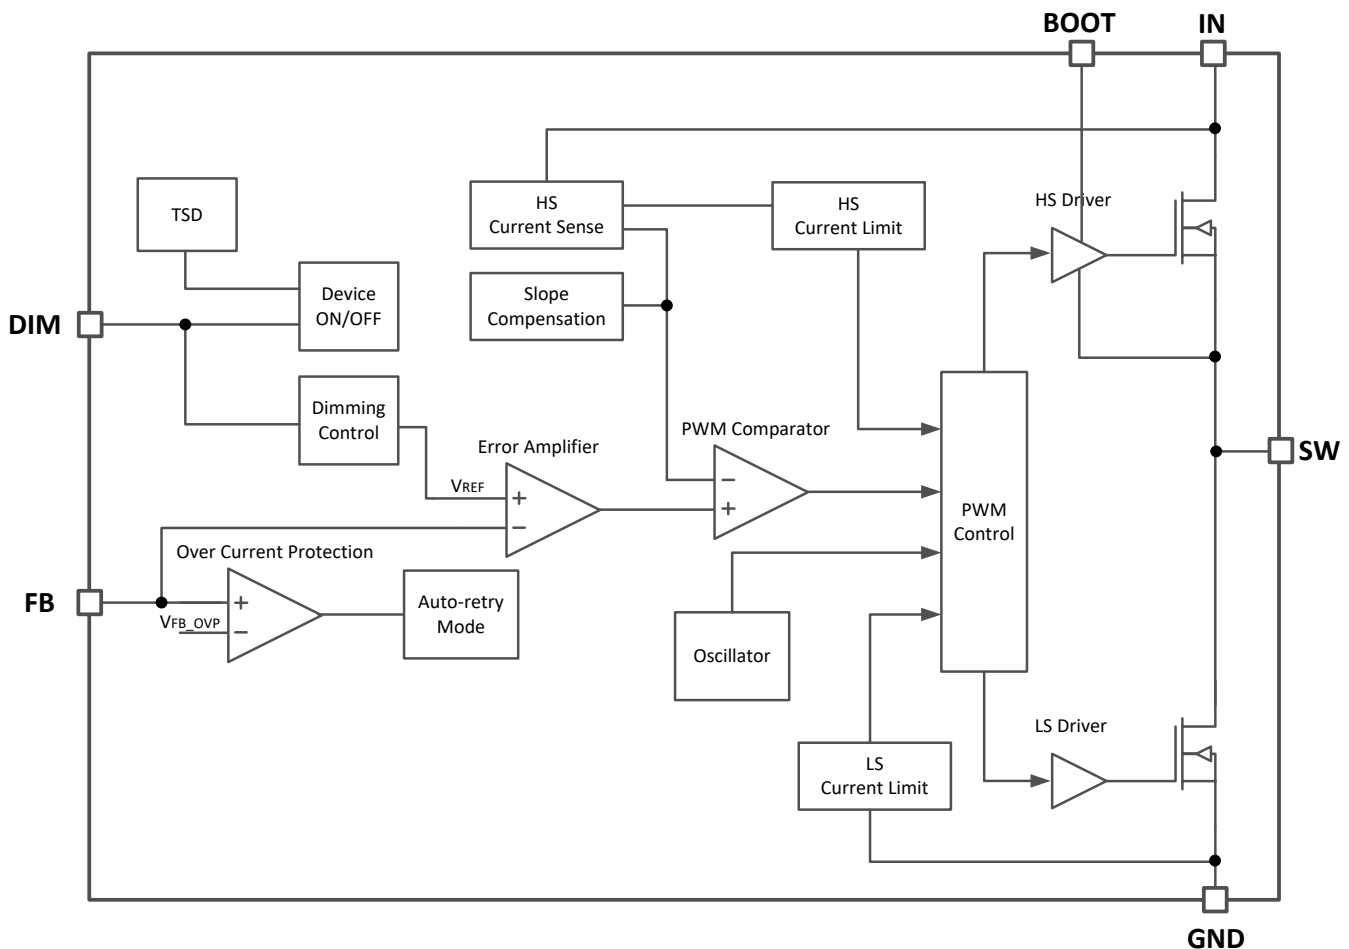 BOOT
IN
TSD
HS
Current Sense
HS
Current Limit
HS Driver
Device
ON/OFF
Slope
Compensation
DIM
Dimming
Control
Error Amplifier
PWM Comparator
SW
VREF
+
−
−
+
PWM
Control
Over Current Protection
FB
+
VFB_OVP
−
Auto-retry
Mode
Oscillator
LS Driver
LS
Current Limit
GND